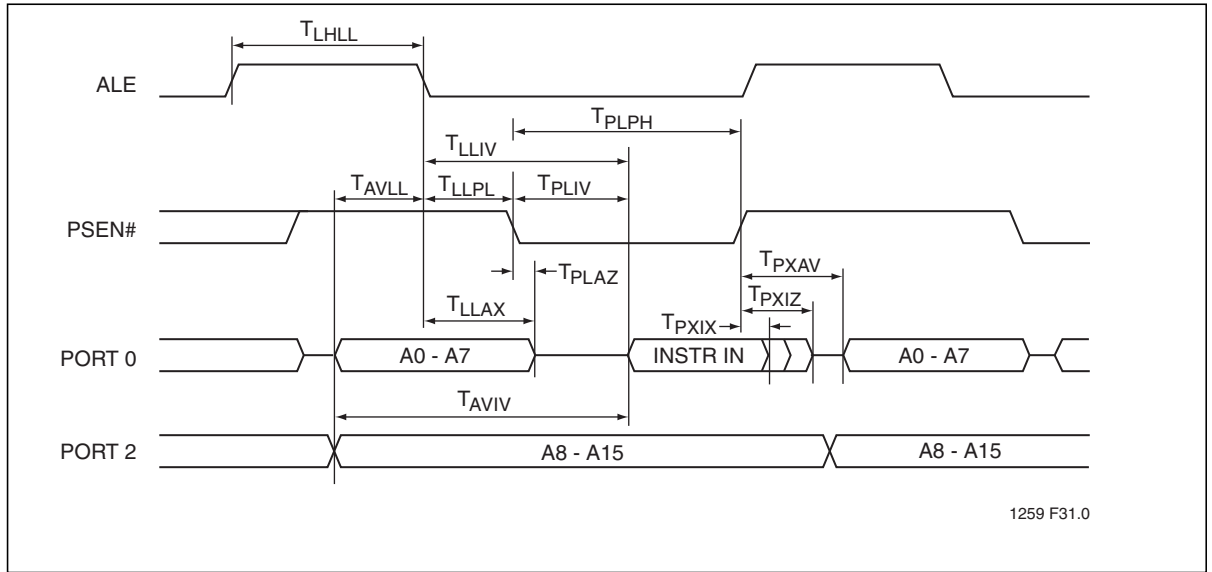 TLHLL
ALE
TPLPH
TLLIV
TAVLL TLLPL TPLIV
PSEN#
TPLAZ
TPXAV
TLLAX
TPXIZ
TPXIX
PORT 0 A0 - A7 INSTR IN A0 - A7
TAVIV
PORT 2 A8 - A15 A8 - A15
1259 F31.0